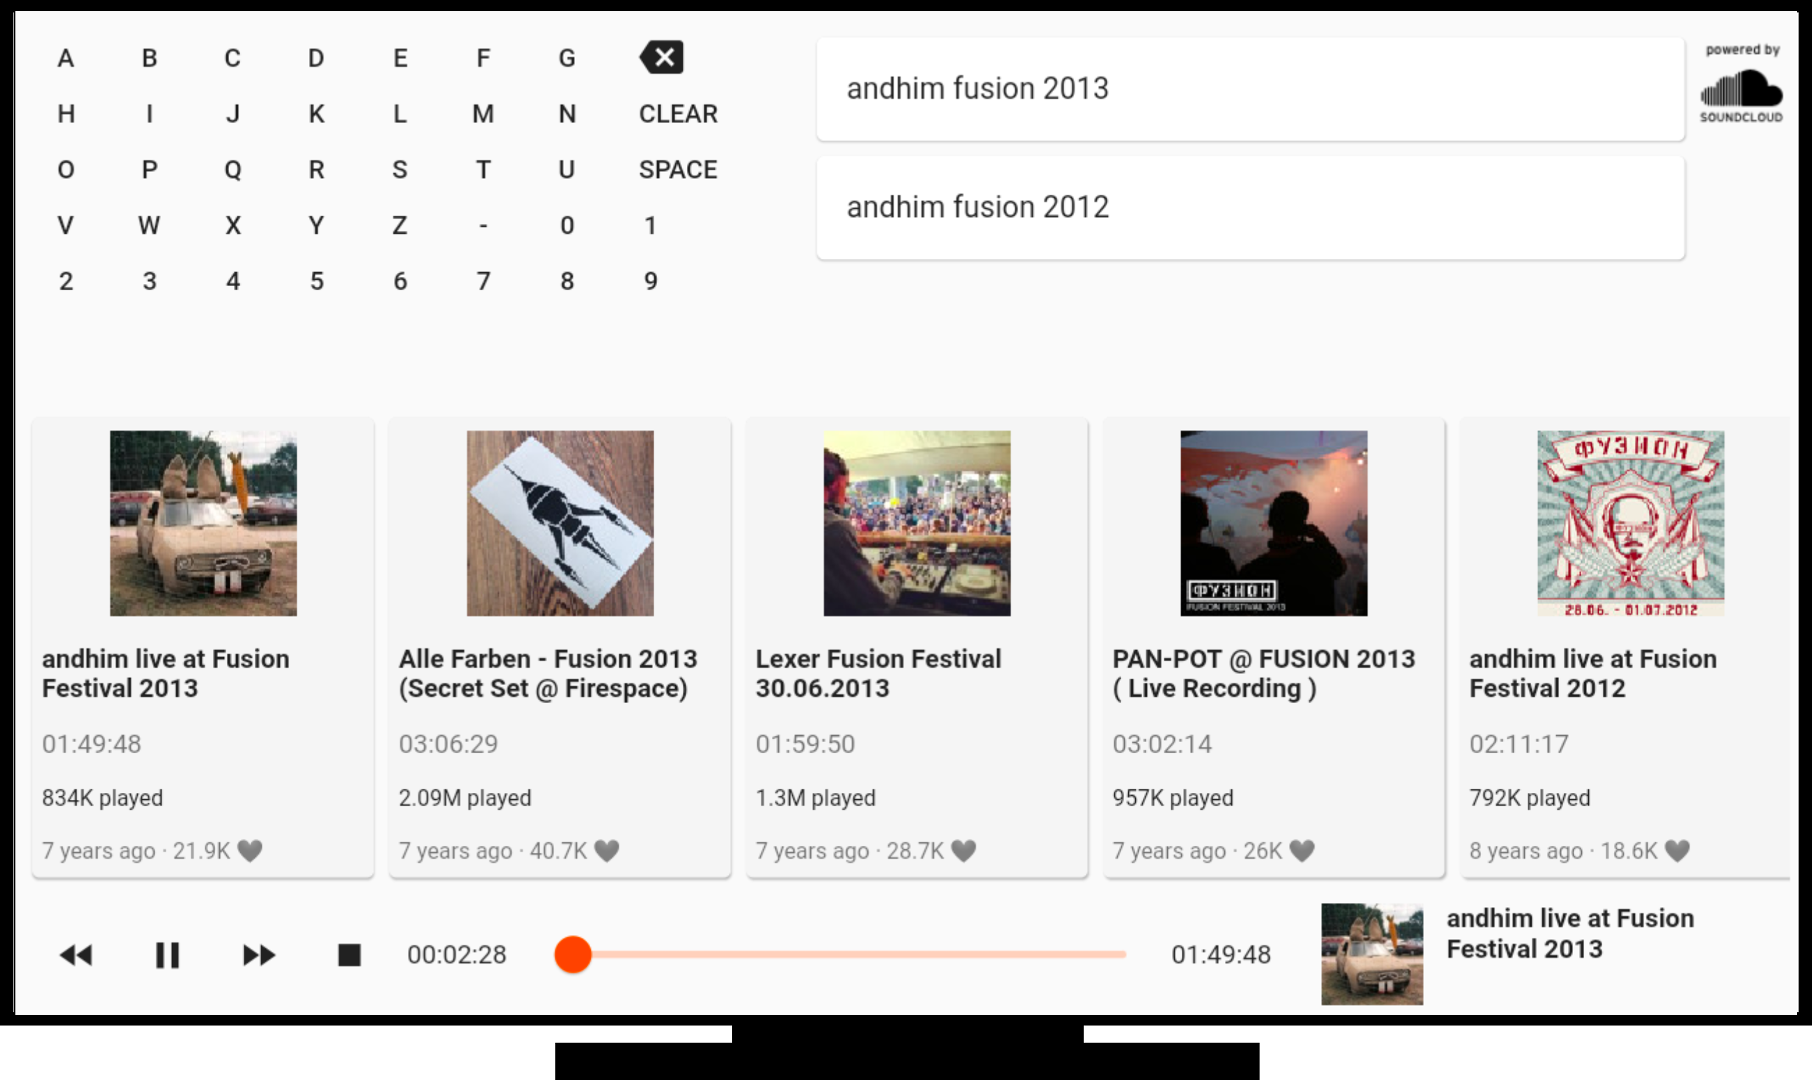 A B C D E F G
H I J K L M N CLEAR
O P Q R S T U SPACE
V W X Y Z - 0 1
2 3 4 5 6 7 8 9
andhim fusion 2013
andhim fusion 2012
powered by
SOUNDCLOUD
andhim live at Fusion
Festival 2013
01:49:48
834K played
7 years ago · 21.9K
Alle Farben - Fusion 2013
(Secret Set @ Firespace)
03:06:29
2.09M played
7 years ago · 40.7K
Lexer Fusion Festival
30.06.2013
01:59:50
1.3M played
7 years ago · 28.7K
ФУЗИОН
FUSION FESTIVAL 2013
PAN-POT @ FUSION 2013
( Live Recording )
03:02:14
957K played
7 years ago · 26K
ФУЗИОН
28.06. - 01.07.2012
andhim live at Fusion
Festival 2012
02:11:17
792K played
8 years ago · 18.6K
00:02:28
01:49:48
andhim live at Fusion
Festival 2013